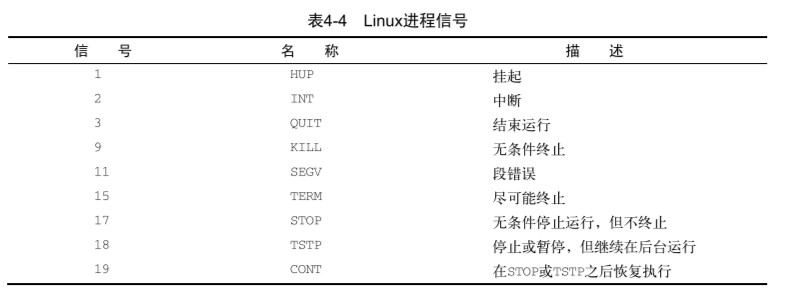 表4-4 Linux进程信号
信 号 名 称 描 述
1 HUP 挂起
2 INT 中断
3 QUIT 结束运行
9 KILL 无条件终止
11 SEGV 段错误
15 TERM 尽可能终止
17 STOP 无条件停止运行，但不终止
18 TSTP 停止或暂停，但继续在后台运行
19 CONT 在STOP或TSTP之后恢复执行